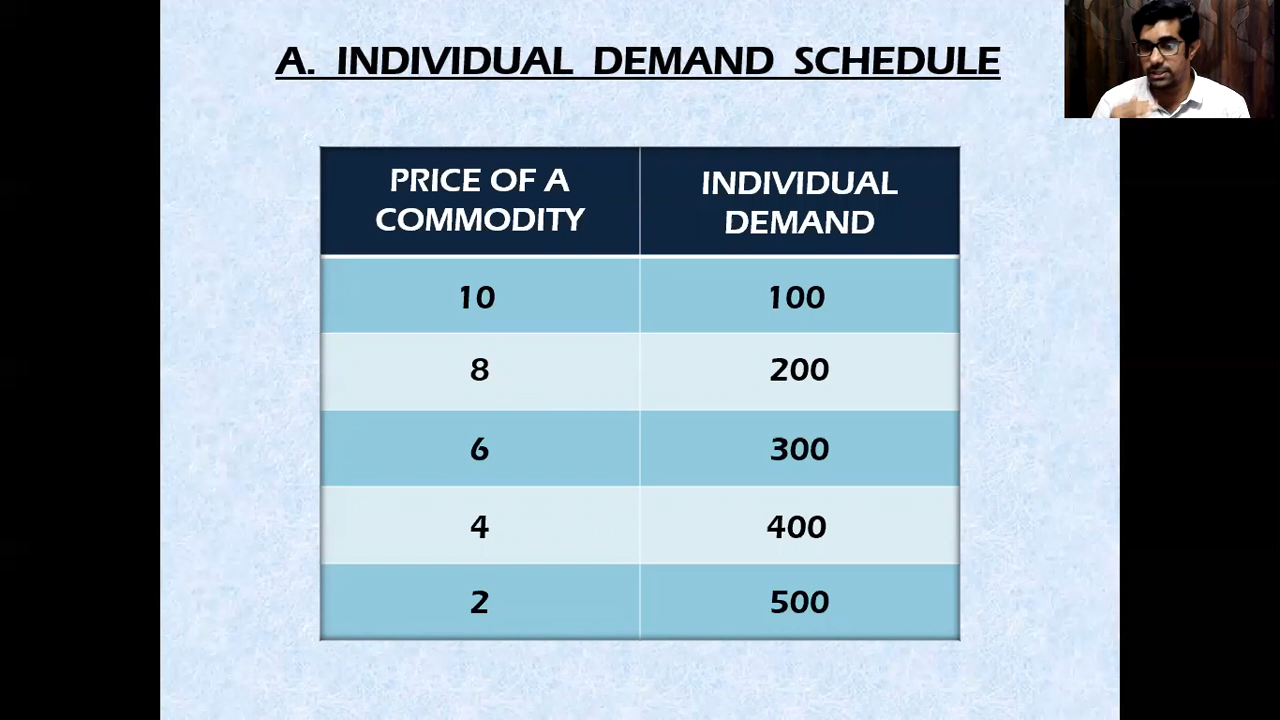 A. INDIVIDUAL DEMAND SCHEDULE
PRICE OF A
COMMODITY
INDIVIDUAL
DEMAND
10 100
8 200
6 300
4 400
2 500